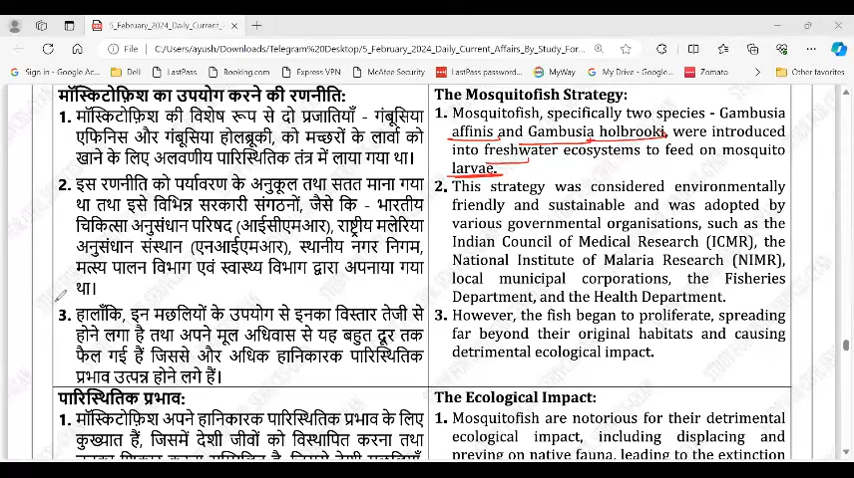 5_February_2024_Daily_Current_
File
C:/Users/ayush/Downloads/Telegram%20Desktop/5_February_2024_Daily_Current_Affairs_By_Study_For...
Sign in - Google Ac...
Dell
LastPass
Booking.com
Express VPN
McAfee Security
LastPass password...
MyWay
My Drive - Google...
Zomato
Other favorites
मॉस्किटोफ़िश का उपयोग करने की रणनीति:
1. मॉस्किटोफ़िश की विशेष रूप से दो प्रजातियाँ - गंबूसिया
एफिनिस और गंबूसिया होलबूकी, को मच्छरों के लार्वा को
खाने के लिए अलवणीय पारिस्थितिक तंत्र में लाया गया था।
2. इस रणनीति को पर्यावरण के अनुकूल तथा सतत माना गया
था तथा इसे विभिन्न सरकारी संगठनों, जैसे कि - भारतीय
चिकित्सा अनुसंधान परिषद (आईसीएमआर), राष्ट्रीय मलेरिया
अनुसंधान संस्थान (एनआईएमआर), स्थानीय नगर निगम,
मत्स्य पालन विभाग एवं स्वास्थ्य विभाग द्वारा अपनाया गया
था।
3. हालाँकि, इन मछलियों के उपयोग से इनका विस्तार तेजी से
होने लगा है तथा अपने मूल अधिवास से यह बहुत दूर तक
फैल गई हैं जिससे और अधिक हानिकारक पारिस्थितिक
प्रभाव उत्पन्न होने लगे हैं।
पारिस्थितिक प्रभाव:
1. मॉस्किटोफ़िश अपने हानिकारक पारिस्थितिक प्रभाव के लिए
कुख्यात हैं, जिसमें देशी जीवों को विस्थापित करना तथा
The Mosquitofish Strategy:
1. Mosquitofish, specifically two species - Gambusia
affinis and Gambusia holbrooki, were introduced
into freshwater ecosystems to feed on mosquito
larvae.
2. This strategy was considered environmentally
friendly and sustainable and was adopted by
various governmental organisations, such as the
Indian Council of Medical Research (ICMR), the
National Institute of Malaria Research (NIMR),
local municipal corporations, the Fisheries
Department, and the Health Department.
3. However, the fish began to proliferate, spreading
far beyond their original habitats and causing
detrimental ecological impact.
The Ecological Impact:
1. Mosquitofish are notorious for their detrimental
ecological impact, including displacing and
preying on native fauna, leading to the extinction